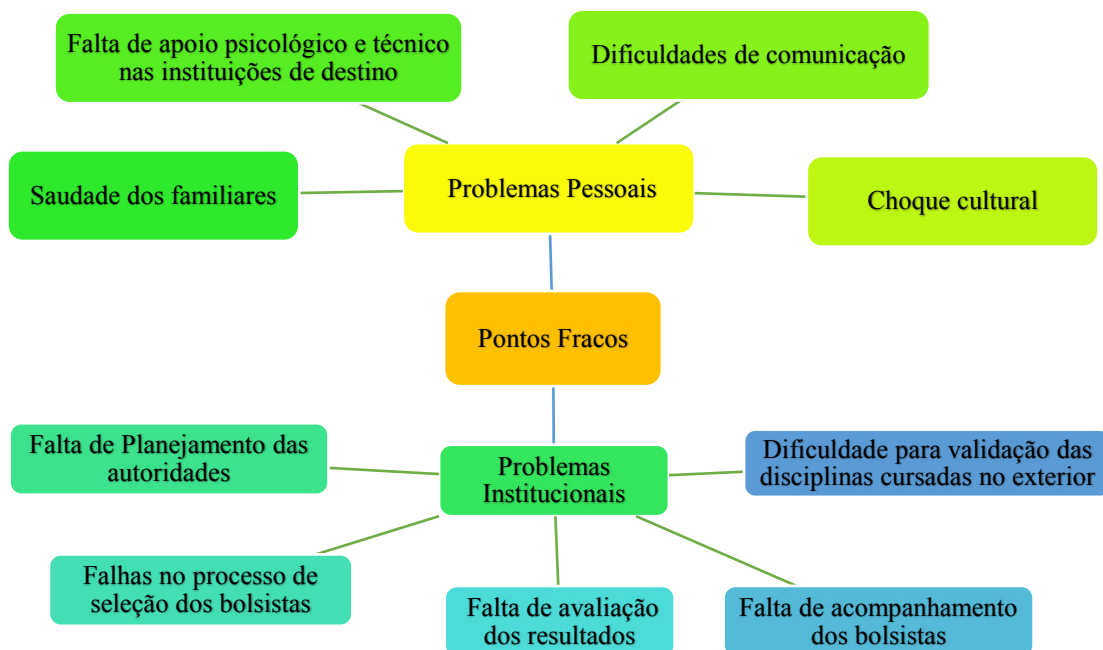 Falta de apoio psicológico e técnico
nas instituições de destino
Dificuldades de comunicação
Saudade dos familiares
Problemas Pessoais
Choque cultural
Pontos Fracos
Falta de Planejamento das
autoridades
Problemas
Institucionais
Dificuldade para validação das
disciplinas cursadas no exterior
Falhas no processo de
seleção dos bolsistas
Falta de avaliação
dos resultados
Falta de acompanhamento
dos bolsistas